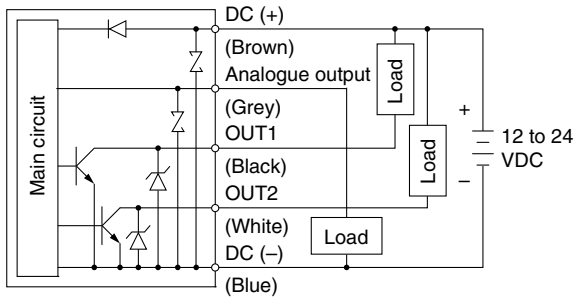 DC (+)
(Brown)
Analogue output
(Grey)
OUT1
(Black)
OUT2
(White)
DC (–)
(Blue)
Main circuit
Load
Load
Load
+
–
12 to 24
VDC